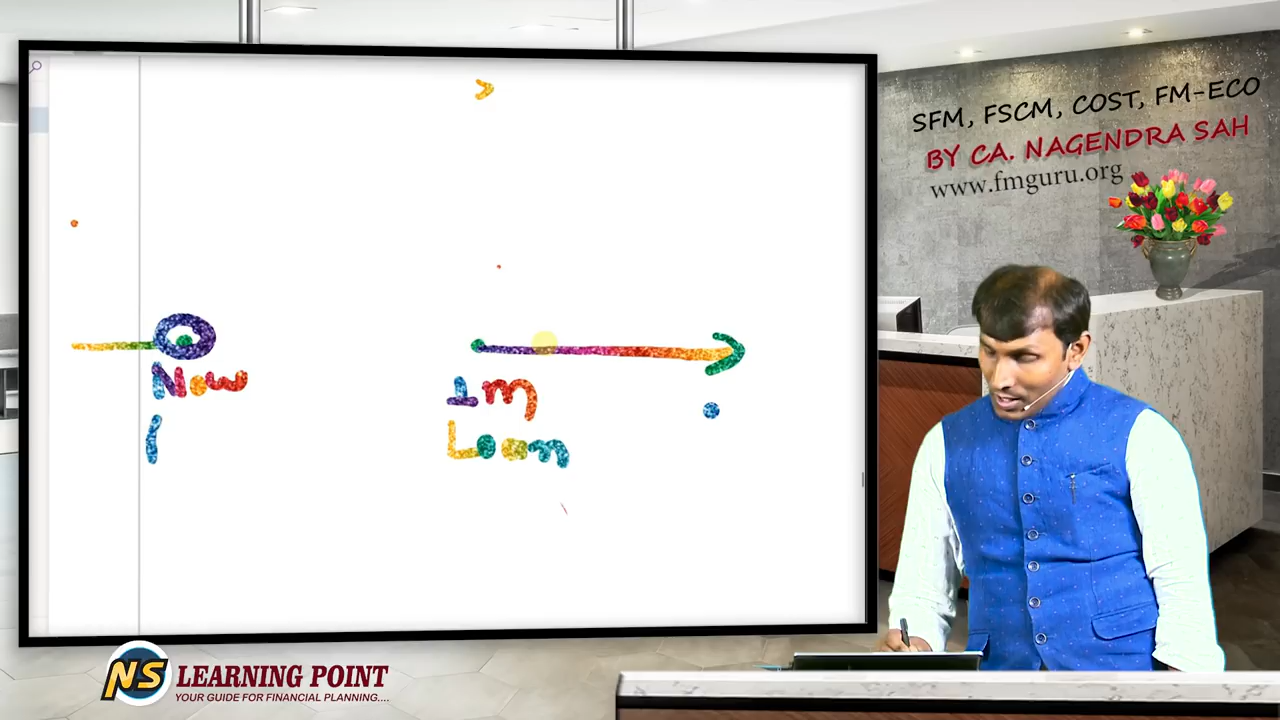 SFM, FSCM, COST, FM-ECO
BY CA. NAGENDRA SAH
www.fmguru.org
Now
1m
Loan
NS LEARNING POINT
YOUR GUIDE FOR FINANCIAL PLANNING....